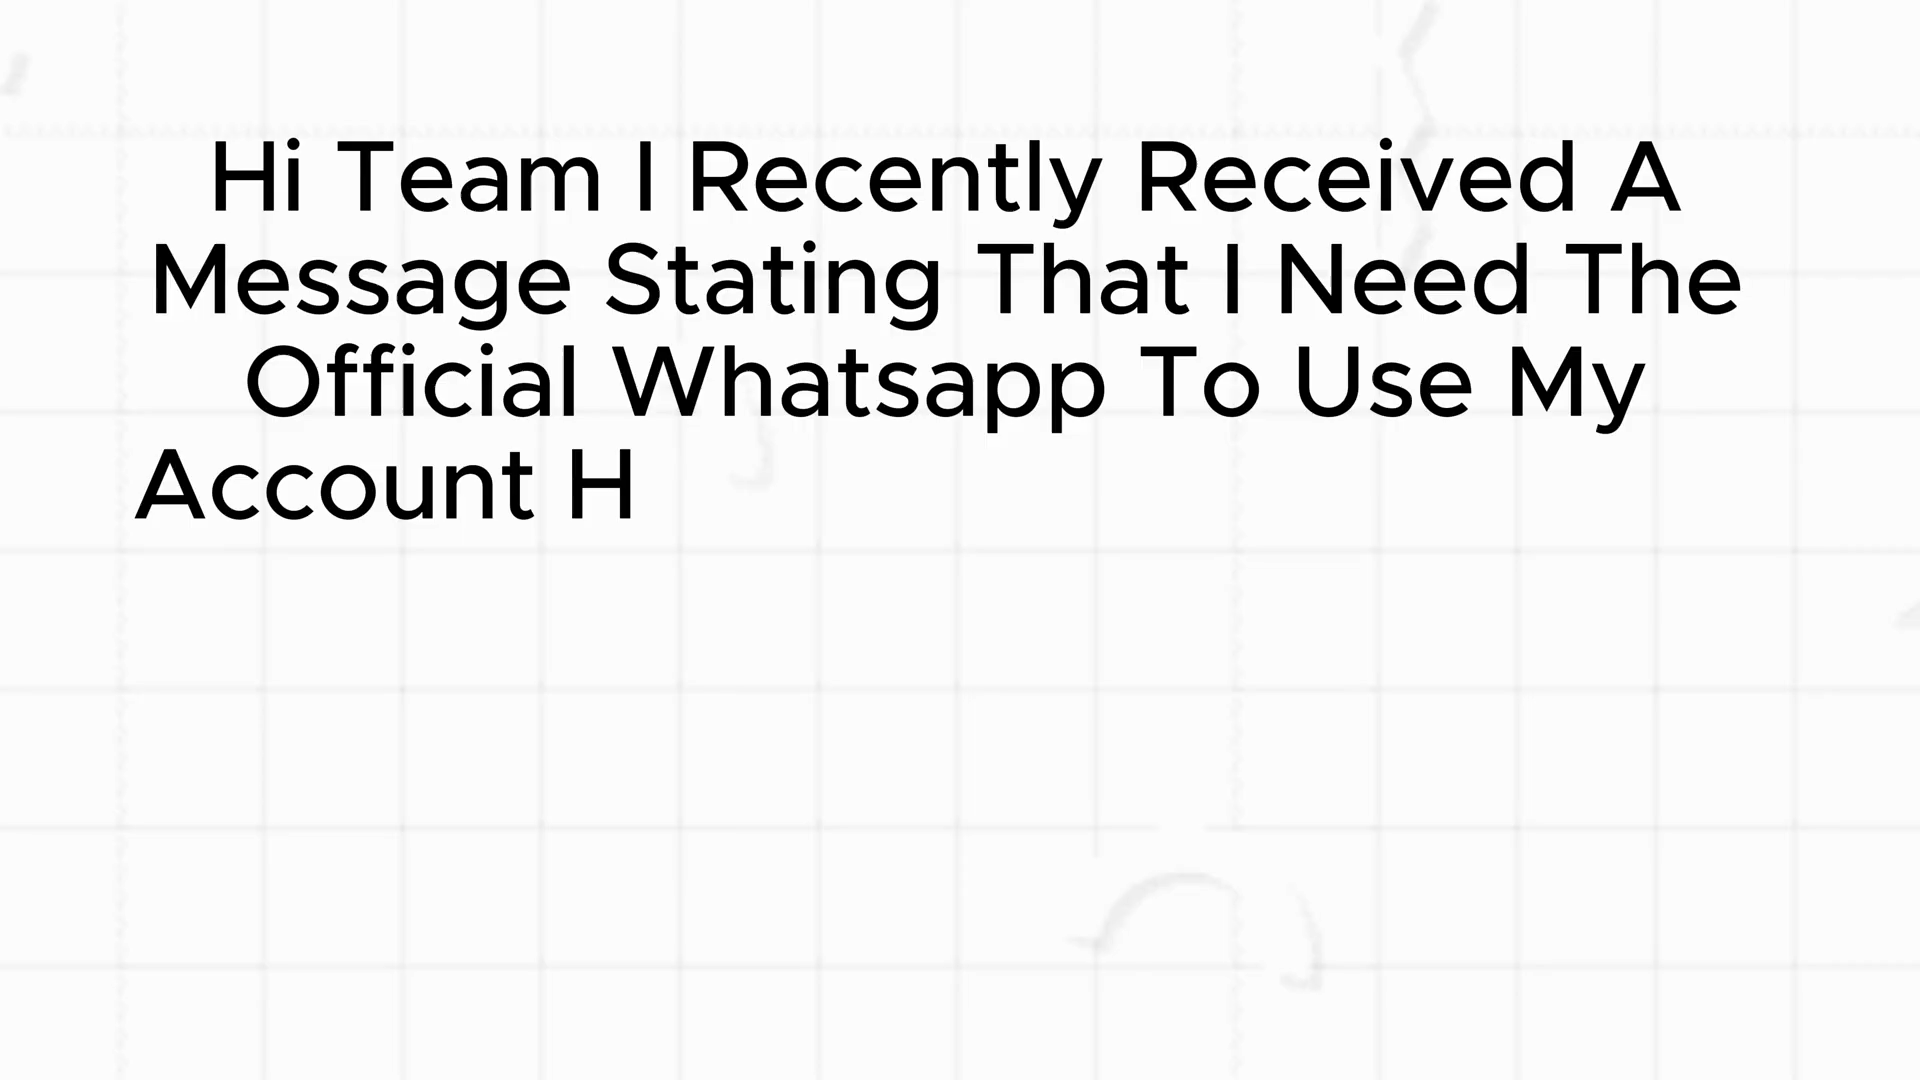 Hi Team I Recently Received A
Message Stating That I Need The
Official Whatsapp To Use My
Account H